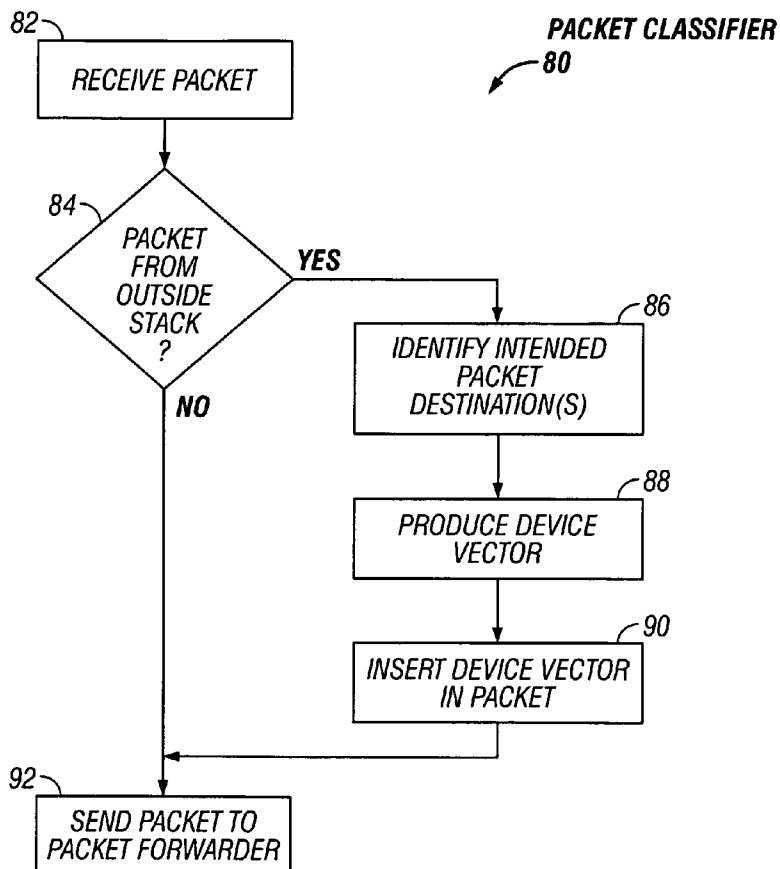 82
RECEIVE PACKET
PACKET CLASSIFIER
80
84
PACKET
FROM
OUTSIDE
STACK
?
YES
NO
86
IDENTIFY INTENDED
PACKET
DESTINATION(S)
88
PRODUCE DEVICE
VECTOR
90
INSERT DEVICE VECTOR
IN PACKET
92
SEND PACKET TO
PACKET FORWARDER